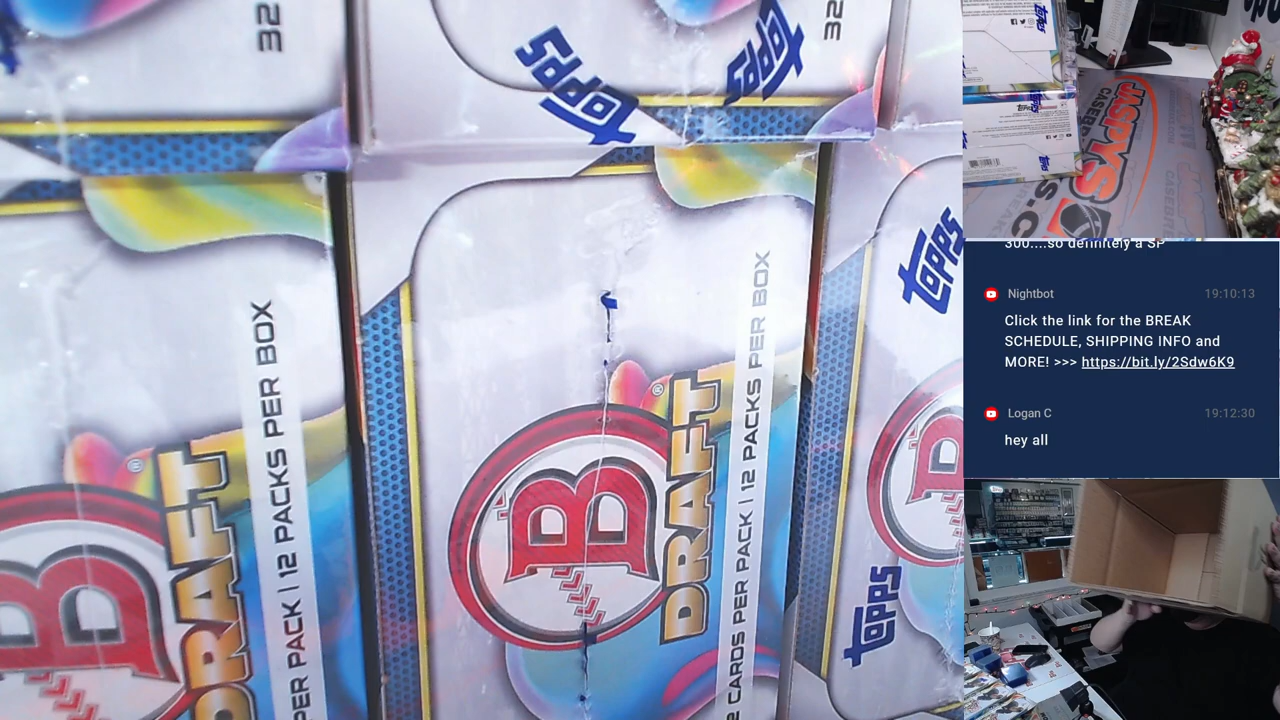 32
TOPPS
TOPPS
32
B
DRAFT
PER PACK | 12 PACKS PER BOX
B
DRAFT
2 CARDS PER PACK | 12 PACKS PER BOX
TOPPS
TOPPS
B
TOPPS
JASPYS
CASEBR
300....so definitely a SP
Nightbot 19:10:13
Click the link for the BREAK
SCHEDULE, SHIPPING INFO and
MORE! >>> https://bit.ly/2Sdw6K9
Logan C 19:12:30
hey all